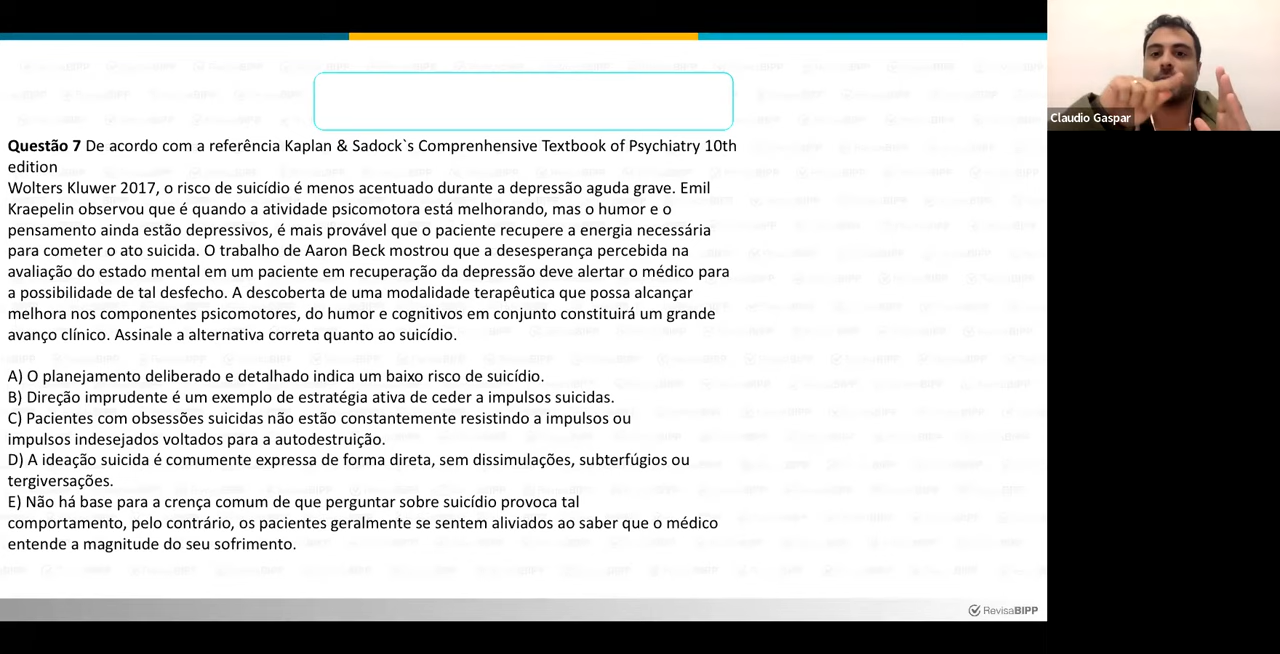 Claudio Gaspar
Questão 7 De acordo com a referência Kaplan & Sadock`s Comprenhensive Textbook of Psychiatry 10th
edition
Wolters Kluwer 2017, o risco de suicídio é menos acentuado durante a depressão aguda grave. Emil
Kraepelin observou que é quando a atividade psicomotora está melhorando, mas o humor e o
pensamento ainda estão depressivos, é mais provável que o paciente recupere a energia necessária
para cometer o ato suicida. O trabalho de Aaron Beck mostrou que a desesperança percebida na
avaliação do estado mental em um paciente em recuperação da depressão deve alertar o médico para
a possibilidade de tal desfecho. A descoberta de uma modalidade terapêutica que possa alcançar
melhora nos componentes psicomotores, do humor e cognitivos em conjunto constituirá um grande
avanço clínico. Assinale a alternativa correta quanto ao suicídio.
A) O planejamento deliberado e detalhado indica um baixo risco de suicídio.
B) Direção imprudente é um exemplo de estratégia ativa de ceder a impulsos suicidas.
C) Pacientes com obsessões suicidas não estão constantemente resistindo a impulsos ou
impulsos indesejados voltados para a autodestruição.
D) A ideação suicida é comumente expressa de forma direta, sem dissimulações, subterfúgios ou
tergiversações.
E) Não há base para a crença comum de que perguntar sobre suicídio provoca tal
comportamento, pelo contrário, os pacientes geralmente se sentem aliviados ao saber que o médico
entende a magnitude do seu sofrimento.
RevisaBIPP